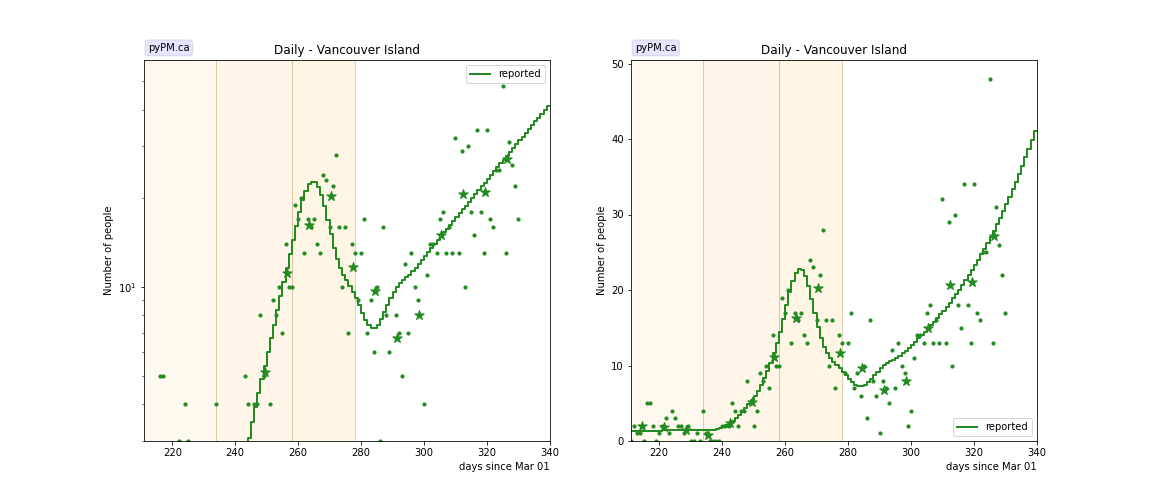 pyPM.ca
Daily - Vancouver Island
reported
Number of people
10¹
220 240 260 280 300 320 340
days since Mar 01
pyPM.ca
Daily - Vancouver Island
50
40
30
20
10
0
Number of people
reported
220 240 260 280 300 320 340
days since Mar 01